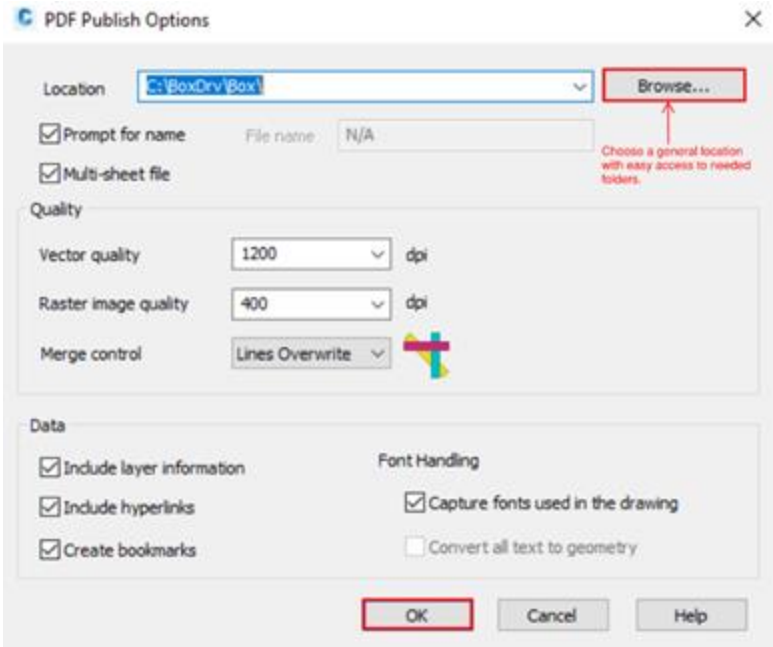 C PDF Publish Options
Location C:\BoxDrv\Box\ Browse...
Prompt for name File name N/A
Choose a general location
with easy access to needed
folders.
Multi-sheet file
Quality
Vector quality 1200 dpi
Raster image quality 400 dpi
Merge control Lines Overwrite
Data
Include layer information Font Handling
Include hyperlinks Capture fonts used in the drawing
Create bookmarks Convert all text to geometry
OK Cancel Help